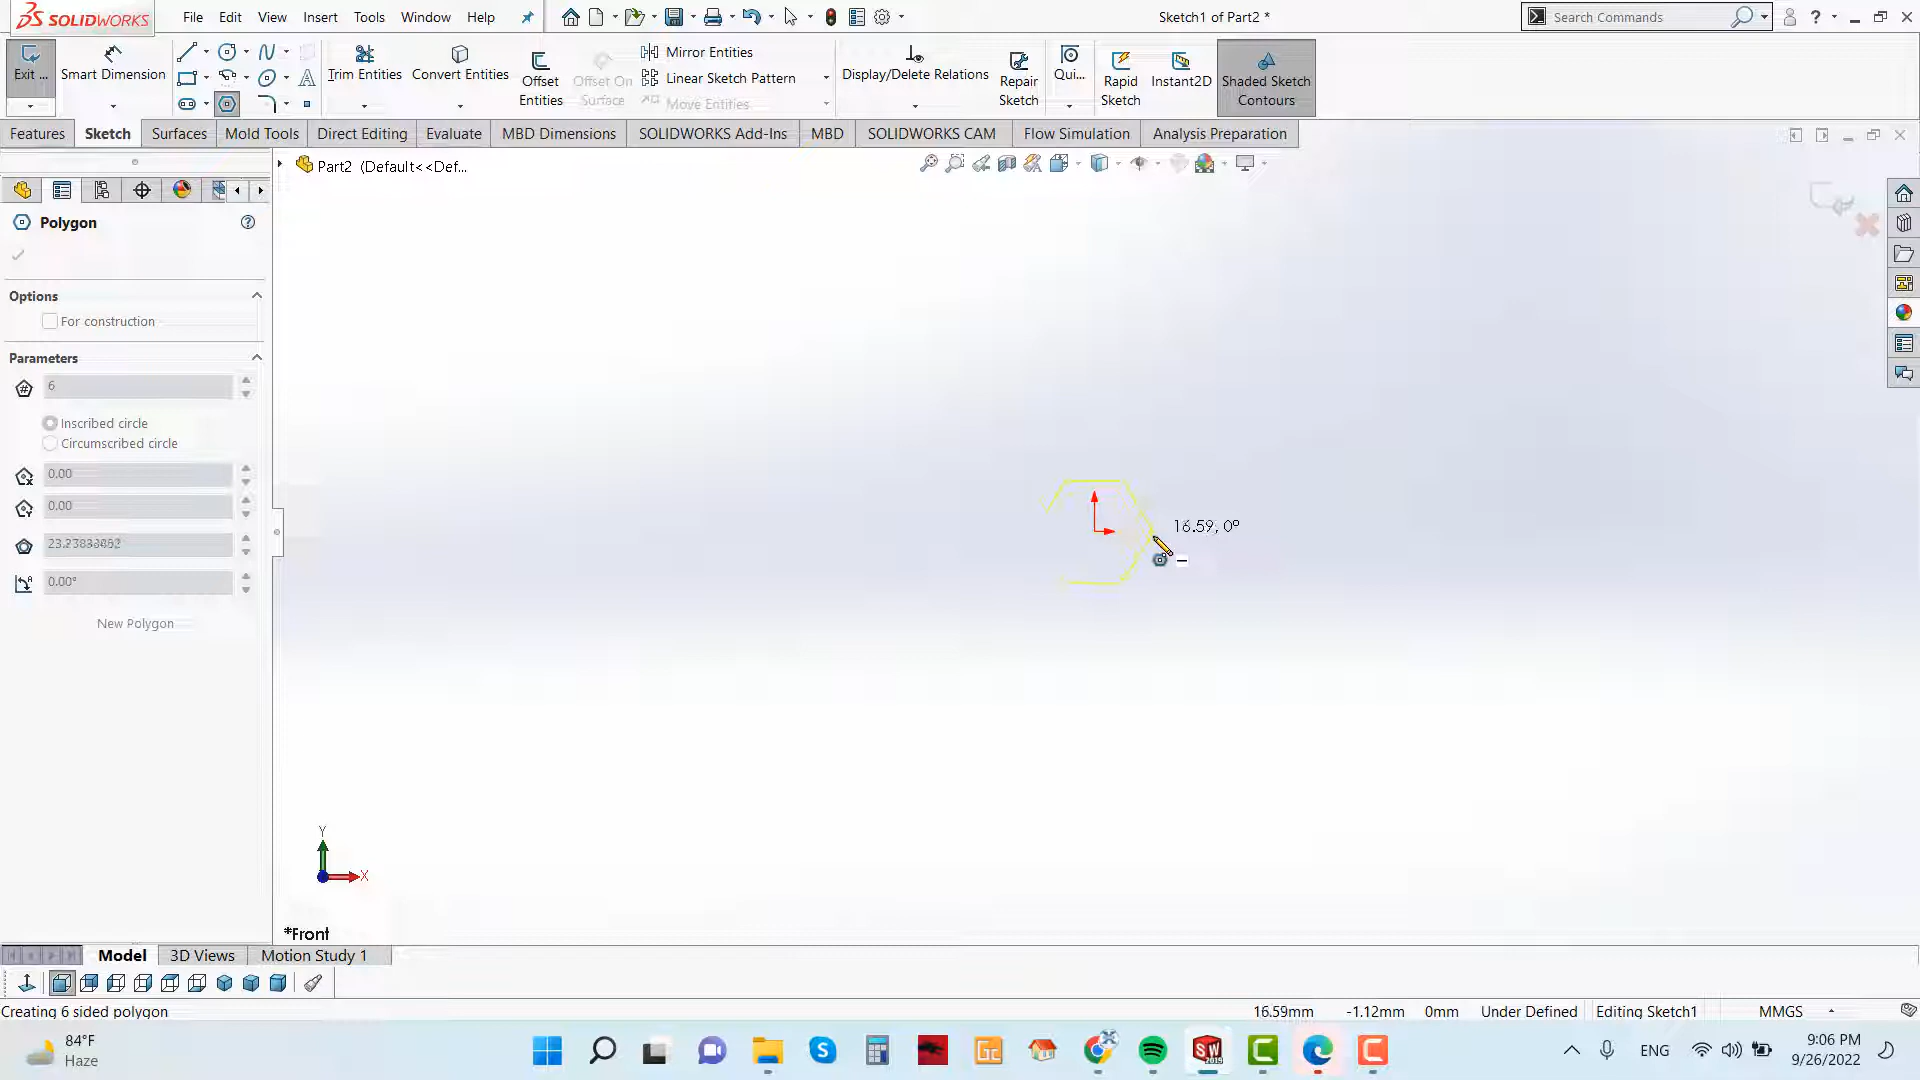 SOLIDWORKS
File Edit View Insert Tools Window Help
Sketch1 of Part2 *
Search Commands
Exit ...
Smart Dimension
Trim Entities
Convert Entities
Offset Entities
Offset On Surface
Mirror Entities
Linear Sketch Pattern
Move Entities
Display/Delete Relations
Repair Sketch
Qui...
Rapid Sketch
Instant2D
Shaded Sketch Contours
Features Sketch Surfaces Mold Tools Direct Editing Evaluate MBD Dimensions SOLIDWORKS Add-Ins MBD SOLIDWORKS CAM Flow Simulation Analysis Preparation
Part2 (Default<<Def...
Polygon
Options
For construction
Parameters
6
Inscribed circle
Circumscribed circle
0.00
0.00
0.00°
New Polygon
16.59, 0°
Y
X
*Front
Model 3D Views Motion Study 1
Creating 6 sided polygon
16.59mm -1.12mm 0mm Under Defined Editing Sketch1 MMGS
84°F
Haze
ENG
9:06 PM
9/26/2022